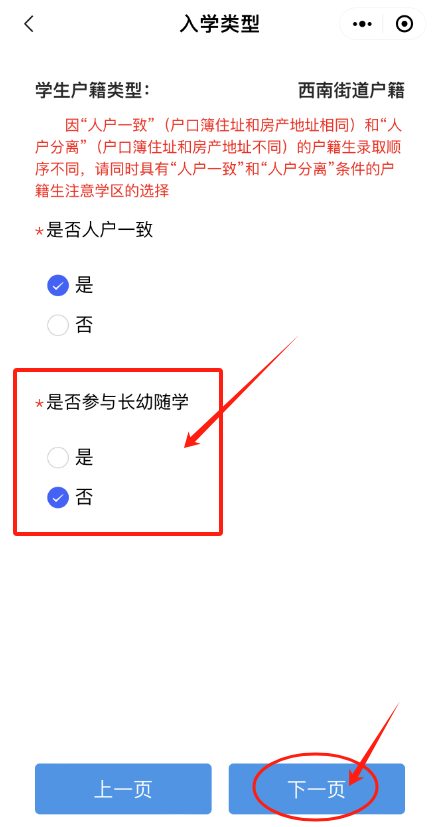 入学类型
学生户籍类型： 西南街道户籍
因“人户一致”（户口簿住址和房产地址相同）和“人
户分离”（户口簿住址和房产地址不同）的户籍生录取顺
序不同，请同时具有“人户一致”和“人户分离”条件的户
籍生注意学区的选择
*是否人户一致
是
否
*是否参与长幼随学
是
否
上一页 下一页